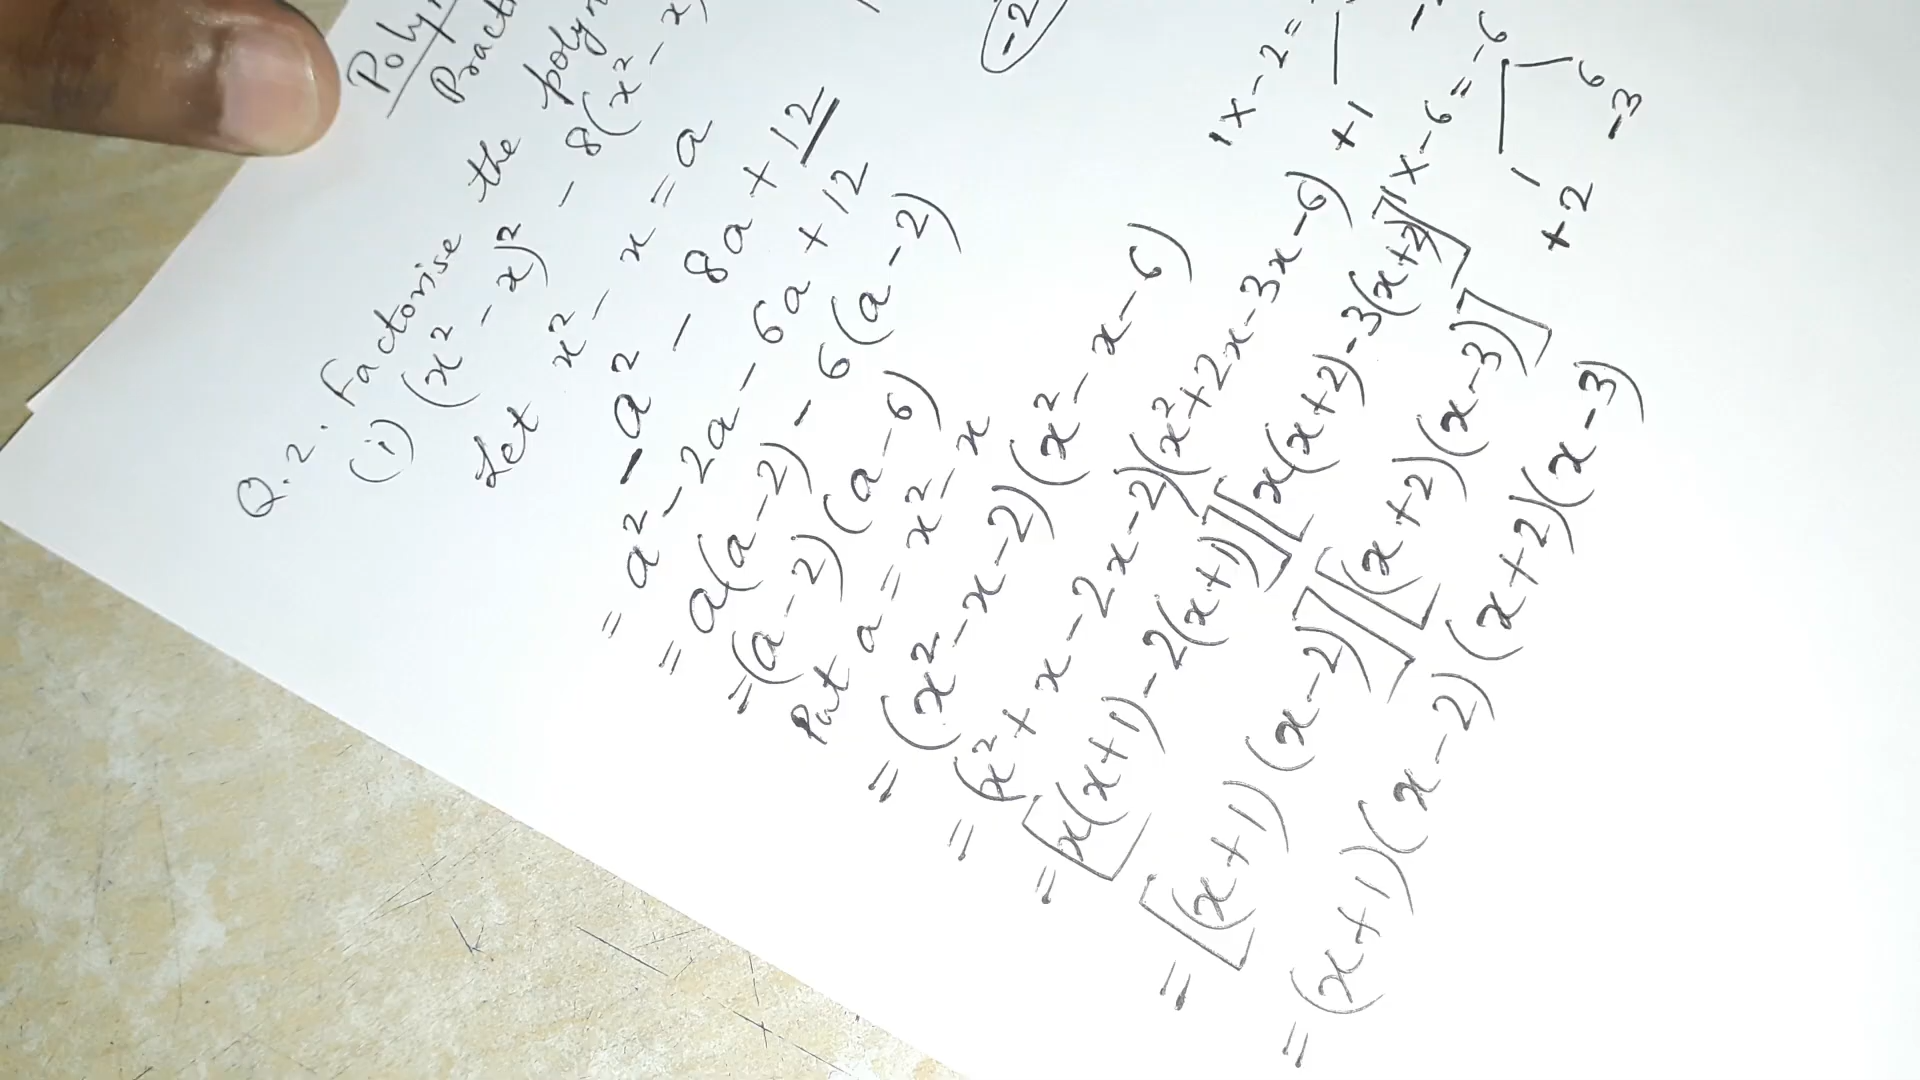 Q.2. Factorise the
(i) (x² - x)² - 8(x² - x)
Let x² - x = a
a² - 8a + 12
= a² - 2a - 6a + 12
= a(a-2) - 6(a-2)
= (a-2)(a-6)
Put a = x² - x
= (x² - x - 2)(x² - x - 6)
= (x² + x - 2x - 2)(x² + 2x - 3x - 6)
= [x(x+1) - 2(x+1)][x(x+2) - 3(x+2)]
= [(x+1)(x-2)][(x+2)(x-3)]
= (x+1)(x-2)(x+2)(x-3)
-2
1x-2=
+1
1x-6=-6
1 6
+2 -3